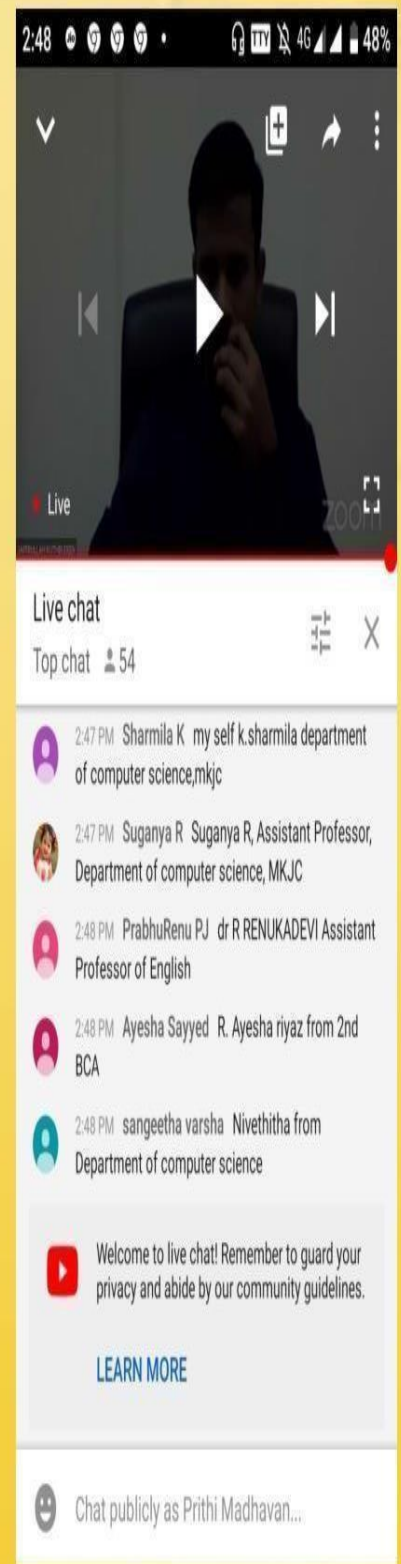 2:48
TTY 4G 48%
Live
zoom
Live chat
Top chat 54
2:47 PM Sharmila K my self k.sharmila department
of computer science,mkjc
2:47 PM Suganya R Suganya R, Assistant Professor,
Department of computer science, MKJC
2:48 PM PrabhuRenu PJ dr R RENUKADEVI Assistant
Professor of English
2:48 PM Ayesha Sayyed R. Ayesha riyaz from 2nd
BCA
2:48 PM sangeetha varsha Nivethitha from
Department of computer science
Welcome to live chat! Remember to guard your
privacy and abide by our community guidelines.
LEARN MORE
Chat publicly as Prithi Madhavan...